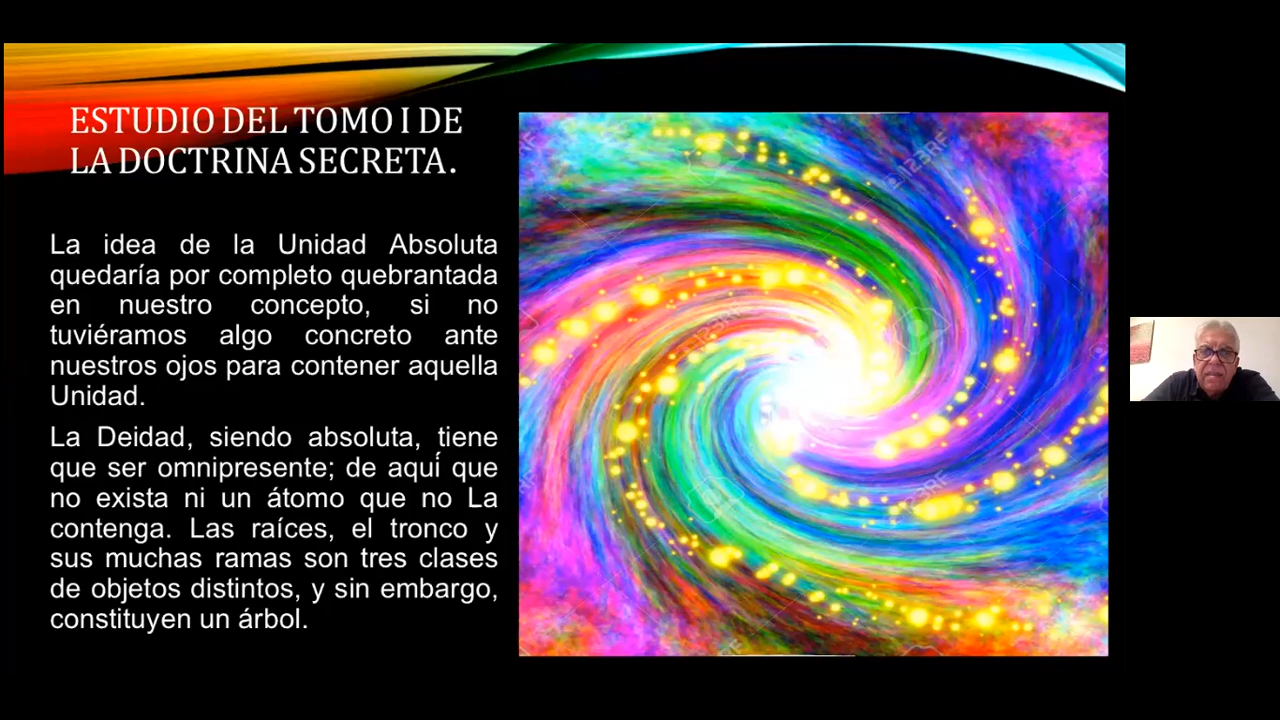 ESTUDIO DEL TOMO I DE
LA DOCTRINA SECRETA.
La idea de la Unidad Absoluta
quedaría por completo quebrantada
en nuestro concepto, si no
tuviéramos algo concreto ante
nuestros ojos para contener aquella
Unidad.
La Deidad, siendo absoluta, tiene
que ser omnipresente; de aquí que
no exista ni un átomo que no La
contenga. Las raíces, el tronco y
sus muchas ramas son tres clases
de objetos distintos, y sin embargo,
constituyen un árbol.
123RF
123RF
123RF